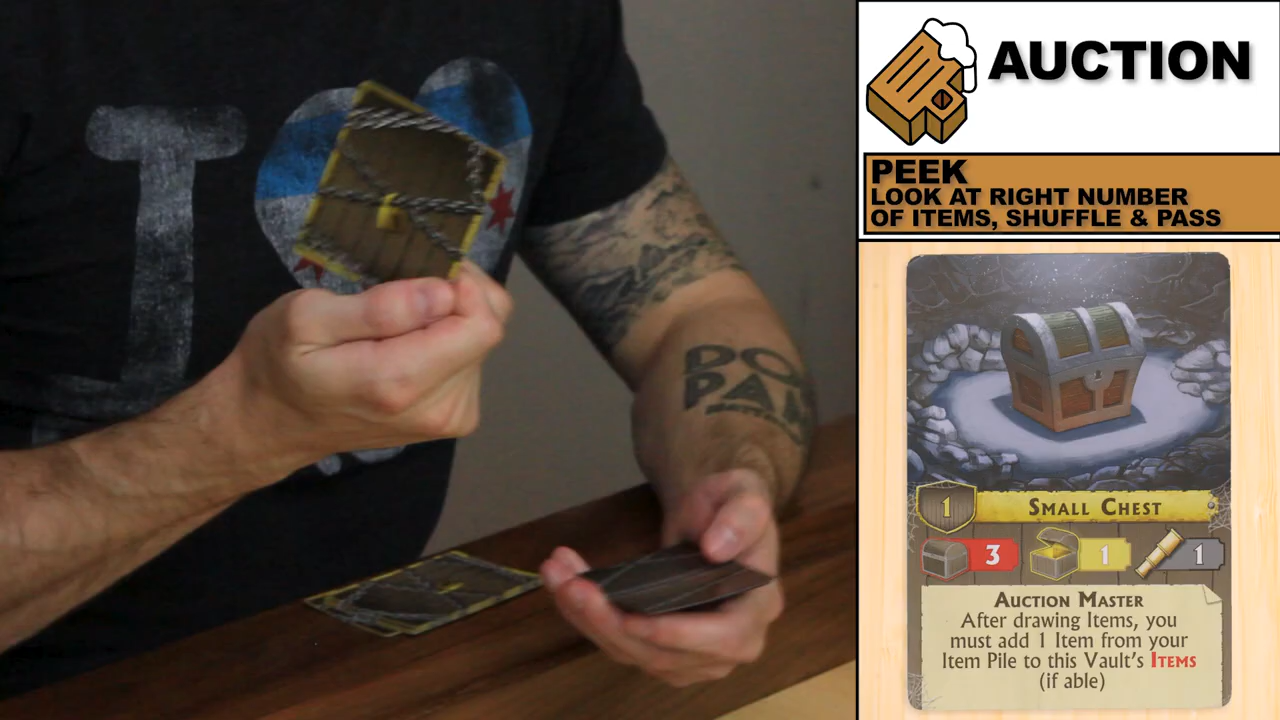 AUCTION
PEEK
LOOK AT RIGHT NUMBER
OF ITEMS, SHUFFLE & PASS
1
SMALL CHEST
3
1
1
AUCTION MASTER
After drawing Items, you
must add 1 Item from your
Item Pile to this Vault's ITEMS
(if able)
I